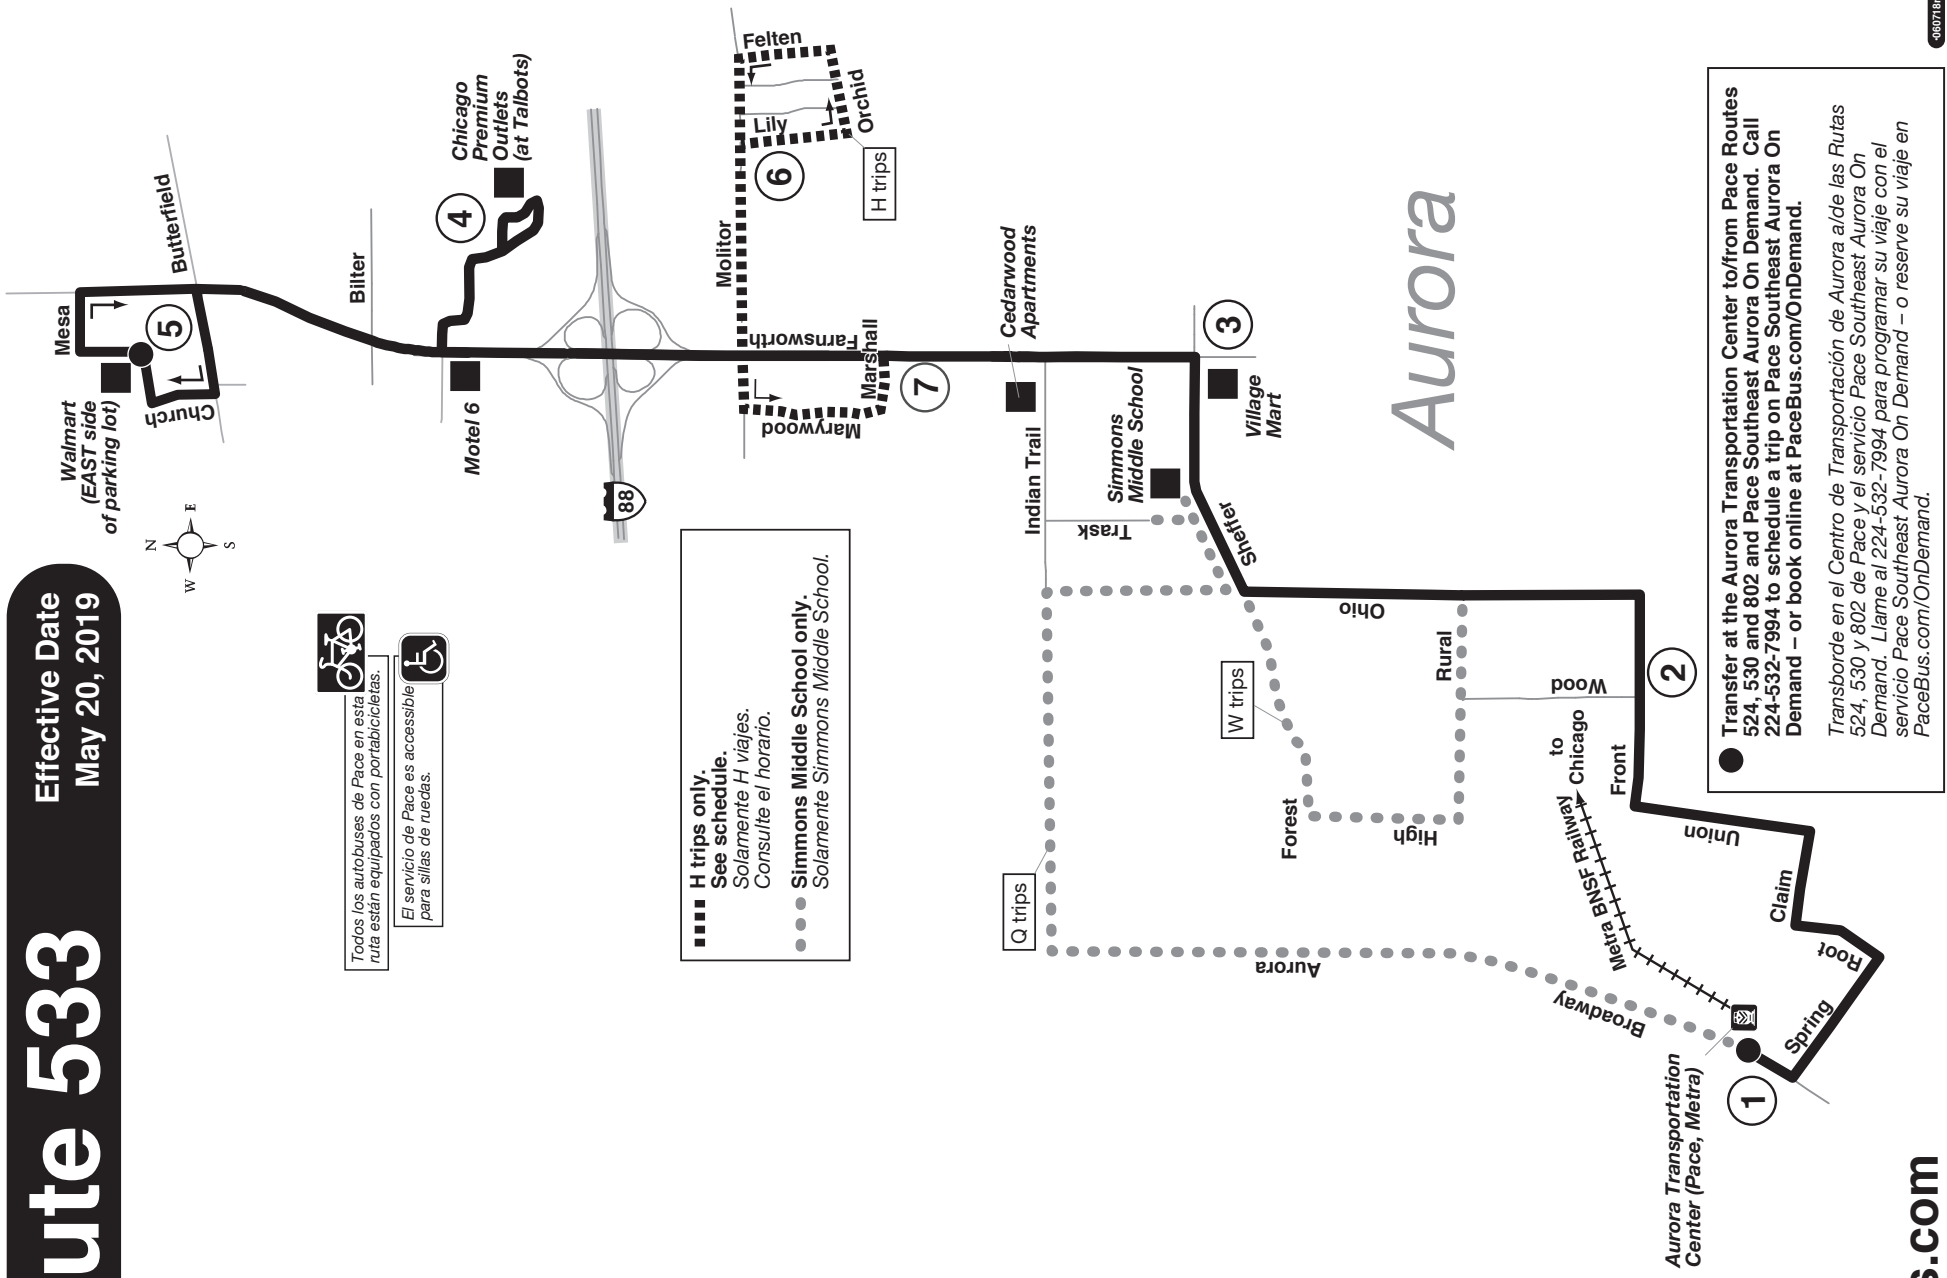 ute 533
Effective Date
May 20, 2019
Todos los autobuses de Pace en esta
ruta están equipados con portabicicletas.
El servicio de Pace es accessible
para sillas de ruedas.
N
W
E
S
Walmart
(EAST side
of parking lot)
Mesa
Butterfield
Church
5
Bilter
4
Chicago
Premium
Outlets
(at Talbots)
Motel 6
88
Molitor
Felten
Lily
Orchid
6
H trips
Farnsworth
Marywood
Marshall
7
H trips only.
See schedule.
Solamente H viajes.
Consulte el horario.
Simmons Middle School only.
Solamente Simmons Middle School.
Cedarwood
Apartments
Indian Trail
Simmons
Middle School
Trask
3
Village
Mart
Sheffer
Q trips
W trips
Aurora
Ohio
Forest
High
Rural
Wood
Aurora
Broadway
Metra BNSF Railway
to
Chicago
Front
2
Union
Claim
Root
Spring
1
Aurora Transportation
Center (Pace, Metra)
Transfer at the Aurora Transportation Center to/from Pace Routes
524, 530 and 802 and Pace Southeast Aurora On Demand. Call
224-532-7994 to schedule a trip on Pace Southeast Aurora On
Demand – or book online at PaceBus.com/OnDemand.
Transborde en el Centro de Transportación de Aurora a/de las Rutas
524, 530 y 802 de Pace y el servicio Pace Southeast Aurora On
Demand. Llame al 224-532-7994 para programar su viaje con el
servicio Pace Southeast Aurora On Demand – o reserve su viaje en
PaceBus.com/OnDemand.
s.com